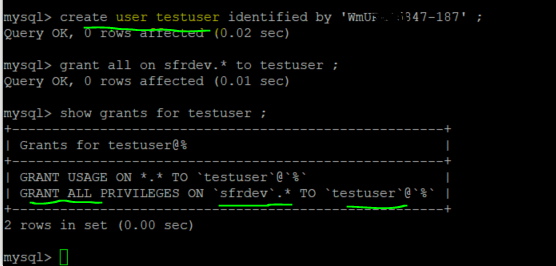 mysql> create user testuser identified by '847-187' ;
Query OK, 0 rows affected (0.02 sec)
mysql> grant all on sfrdev.* to testuser ;
Query OK, 0 rows affected (0.01 sec)
mysql> show grants for testuser ;
+-----------------------------------------------------+
| Grants for testuser@% |
+-----------------------------------------------------+
| GRANT USAGE ON *.* TO `testuser`@`%` |
| GRANT ALL PRIVILEGES ON `sfrdev`.* TO `testuser`@`%` |
+-----------------------------------------------------+
2 rows in set (0.00 sec)
mysql>